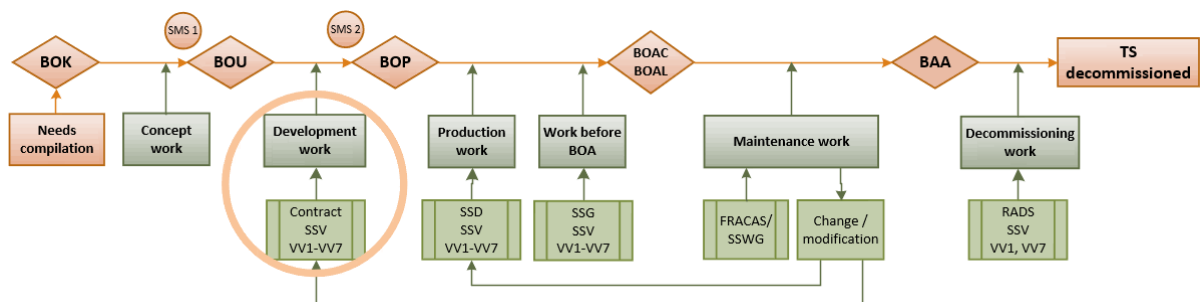 SMS 1
SMS 2
BOK
BOU
BOP
BOAC
BOAL
BAA
TS
decommissioned
Needs
compilation
Concept
work
Development
work
Production
work
Work before
BOA
Maintenance work
Decommissioning
work
Contract
SSV
VV1-VV7
SSD
SSV
VV1-VV7
SSG
SSV
VV1-VV7
FRACAS/
SSWG
Change /
modification
RADS
SSV
VV1, VV7